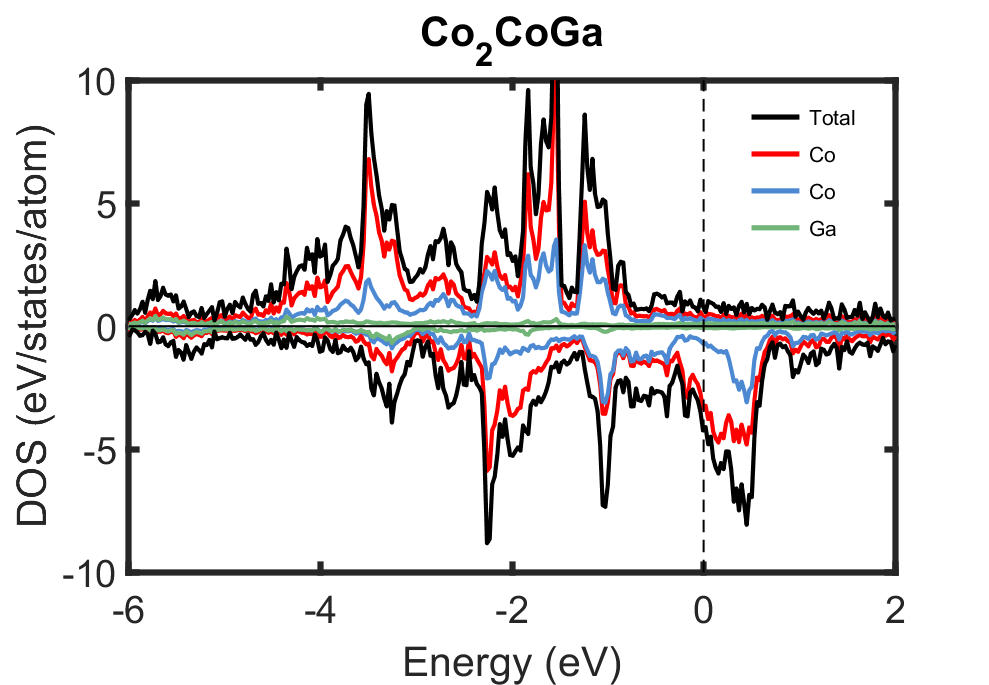 Co2CoGa
10
5
0
-5
-10
DOS (eV/states/atom)
Total
Co
Co
Ga
-6
-4
-2
0
2
Energy (eV)